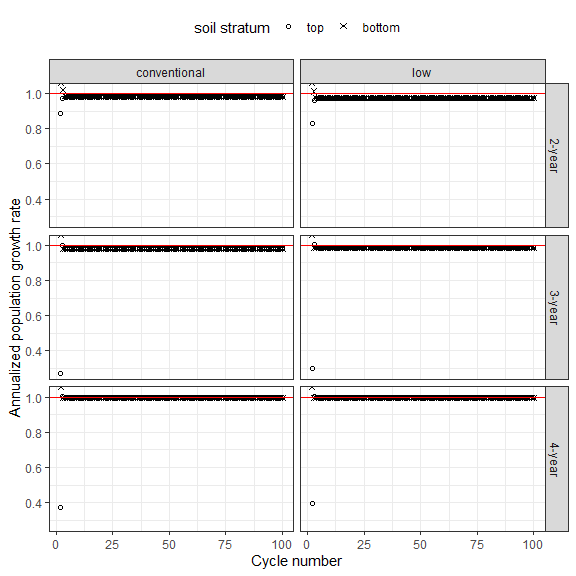 soil stratum top bottom
conventional low
1.0
0.8
0.6
0.4
2-year
1.0
0.8
0.6
0.4
3-year
1.0
0.8
0.6
0.4
4-year
Annualized population growth rate
0 25 50 75 100 0 25 50 75 100
Cycle number